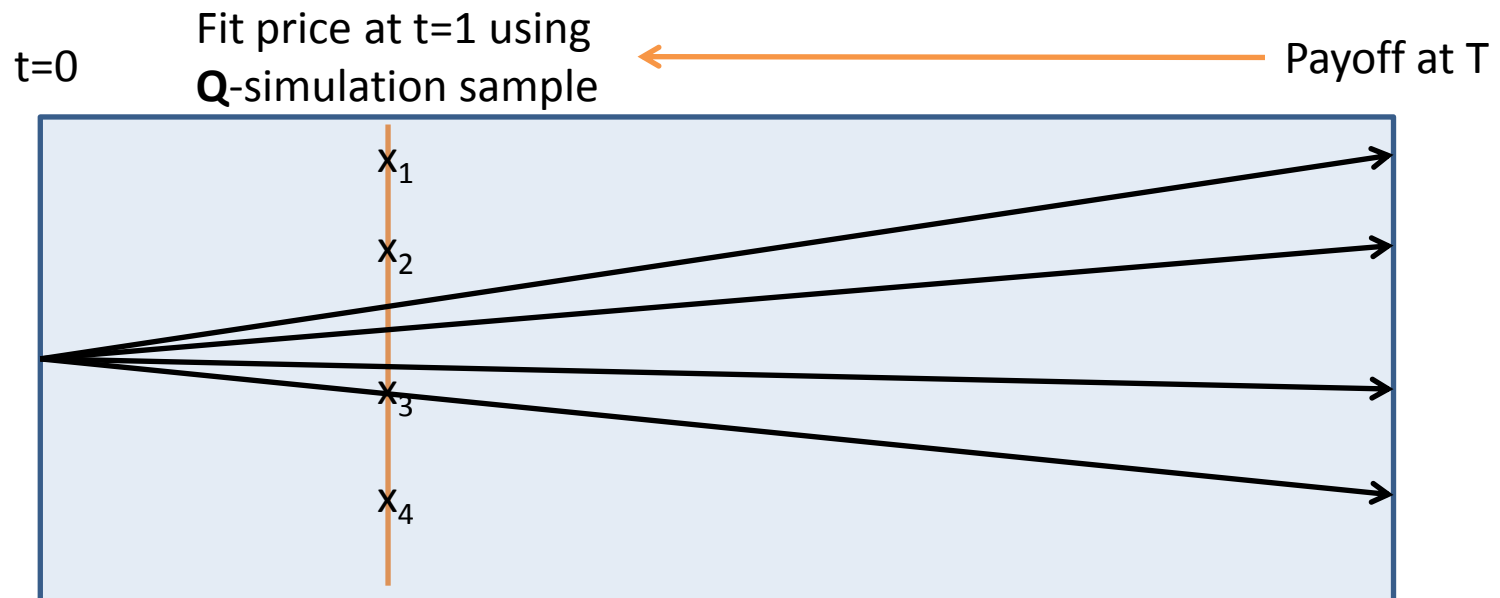 t=0
Fit price at t=1 using
Q-simulation sample
Payoff at T
x₁
x₂
x₃
x₄